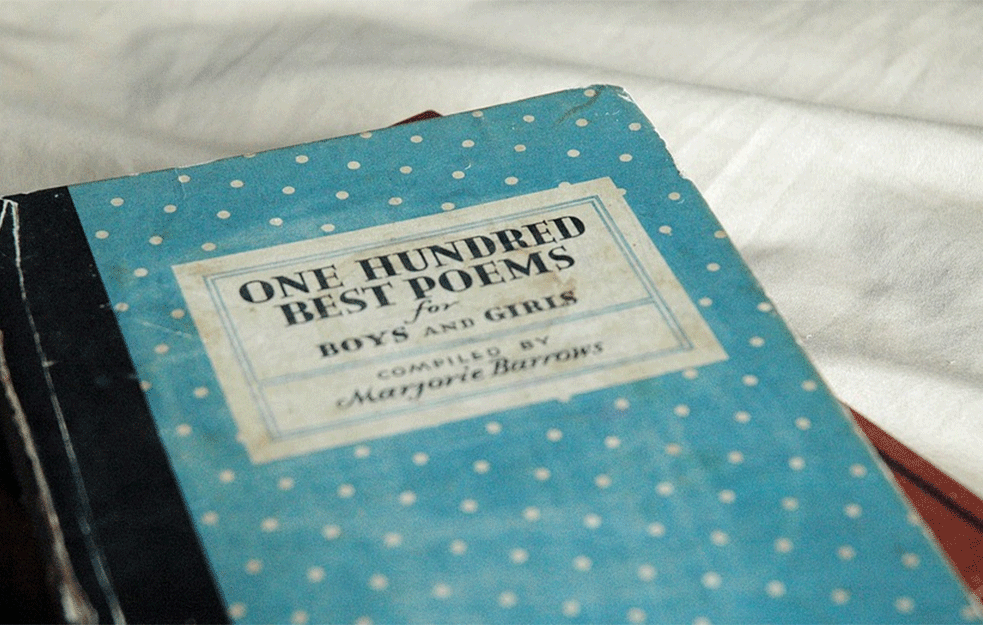 ONE HUNDRED
BEST POEMS
for
BOYS AND GIRLS
COMPILED BY
Marjorie Barrows